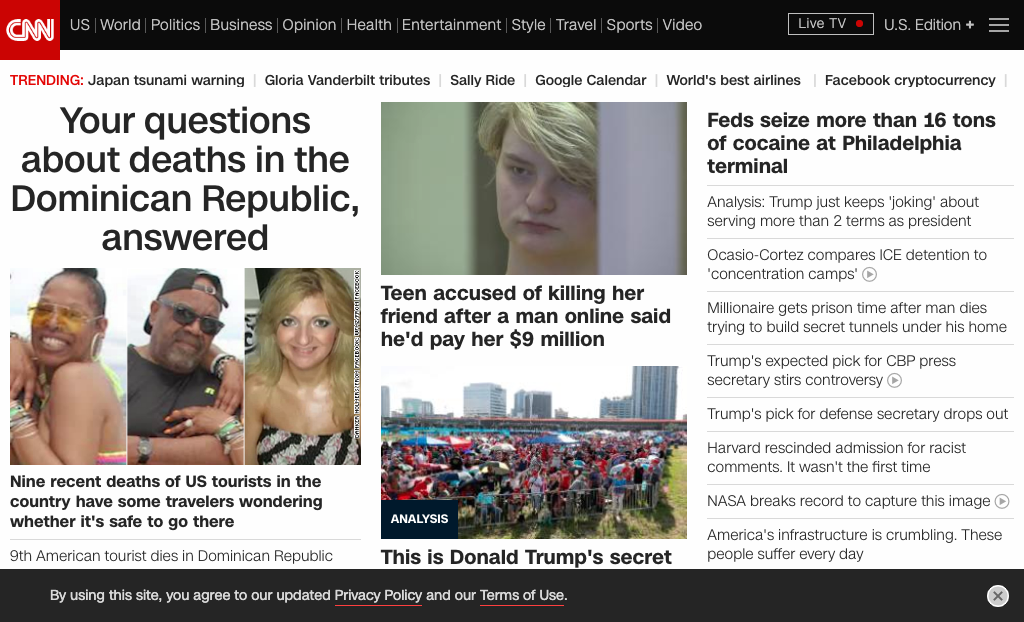 CNN
US World Politics Business Opinion Health Entertainment Style Travel Sports Video
Live TV
U.S. Edition +
TRENDING: Japan tsunami warning Gloria Vanderbilt tributes Sally Ride Google Calendar World's best airlines Facebook cryptocurrency
Your questions
about deaths in the
Dominican Republic,
answered
Nine recent deaths of US tourists in the
country have some travelers wondering
whether it's safe to go there
9th American tourist dies in Dominican Republic
Teen accused of killing her
friend after a man online said
he'd pay her $9 million
ANALYSIS
This is Donald Trump's secret
Feds seize more than 16 tons
of cocaine at Philadelphia
terminal
Analysis: Trump just keeps 'joking' about
serving more than 2 terms as president
Ocasio-Cortez compares ICE detention to
'concentration camps'
Millionaire gets prison time after man dies
trying to build secret tunnels under his home
Trump's expected pick for CBP press
secretary stirs controversy
Trump's pick for defense secretary drops out
Harvard rescinded admission for racist
comments. It wasn't the first time
NASA breaks record to capture this image
America's infrastructure is crumbling. These
people suffer every day
By using this site, you agree to our updated Privacy Policy and our Terms of Use.